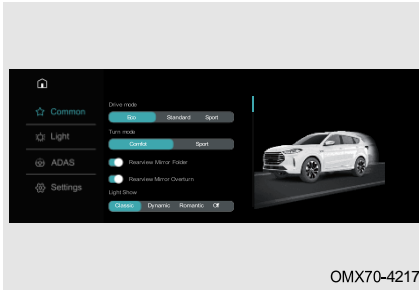 Common
Light
ADAS
Settings
Drive mode
Eco Standard Sport
Turn mode
Comfot Sport
Rearview Mirror Folder
Rearview Mirror Overturn
Light Show
Classic Dynamic Romantic Off
OMX70-4217